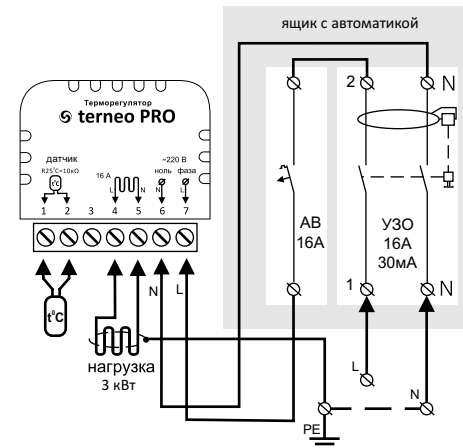 ящик с автоматикой
2
N
Терморегулятор
terneo PRO
датчик
R25°C=10кΩ
t°C
16 А
L
N
~220 В
ноль
фаза
N
L
1
2
3
4
5
6
7
АВ
16А
УЗО
16А
30мА
1
N
t°C
N
L
нагрузка
3 кВт
L
N
PE